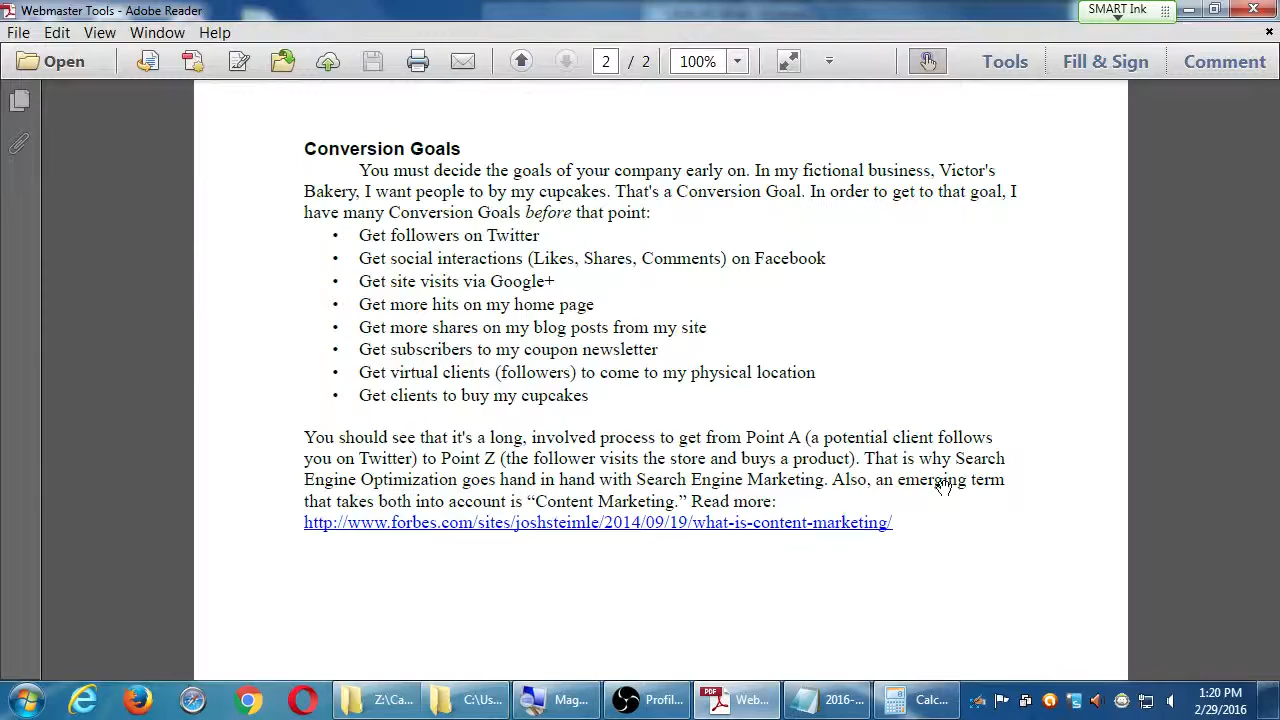 Webmaster Tools - Adobe Reader
SMART Ink
File Edit View Window Help
Open
2 / 2
100%
Tools
Fill & Sign
Comment
Conversion Goals
You must decide the goals of your company early on. In my fictional business, Victor's
Bakery, I want people to by my cupcakes. That's a Conversion Goal. In order to get to that goal, I
have many Conversion Goals before that point:
• Get followers on Twitter
• Get social interactions (Likes, Shares, Comments) on Facebook
• Get site visits via Google+
• Get more hits on my home page
• Get more shares on my blog posts from my site
• Get subscribers to my coupon newsletter
• Get virtual clients (followers) to come to my physical location
• Get clients to buy my cupcakes
You should see that it's a long, involved process to get from Point A (a potential client follows
you on Twitter) to Point Z (the follower visits the store and buys a product). That is why Search
Engine Optimization goes hand in hand with Search Engine Marketing. Also, an emerging term
that takes both into account is “Content Marketing.” Read more:
http://www.forbes.com/sites/joshsteimle/2014/09/19/what-is-content-marketing/
Z:\Ca...
C:\Us...
Mag...
Profil...
PDF
Web...
2016-...
Calc...
1:20 PM
2/29/2016